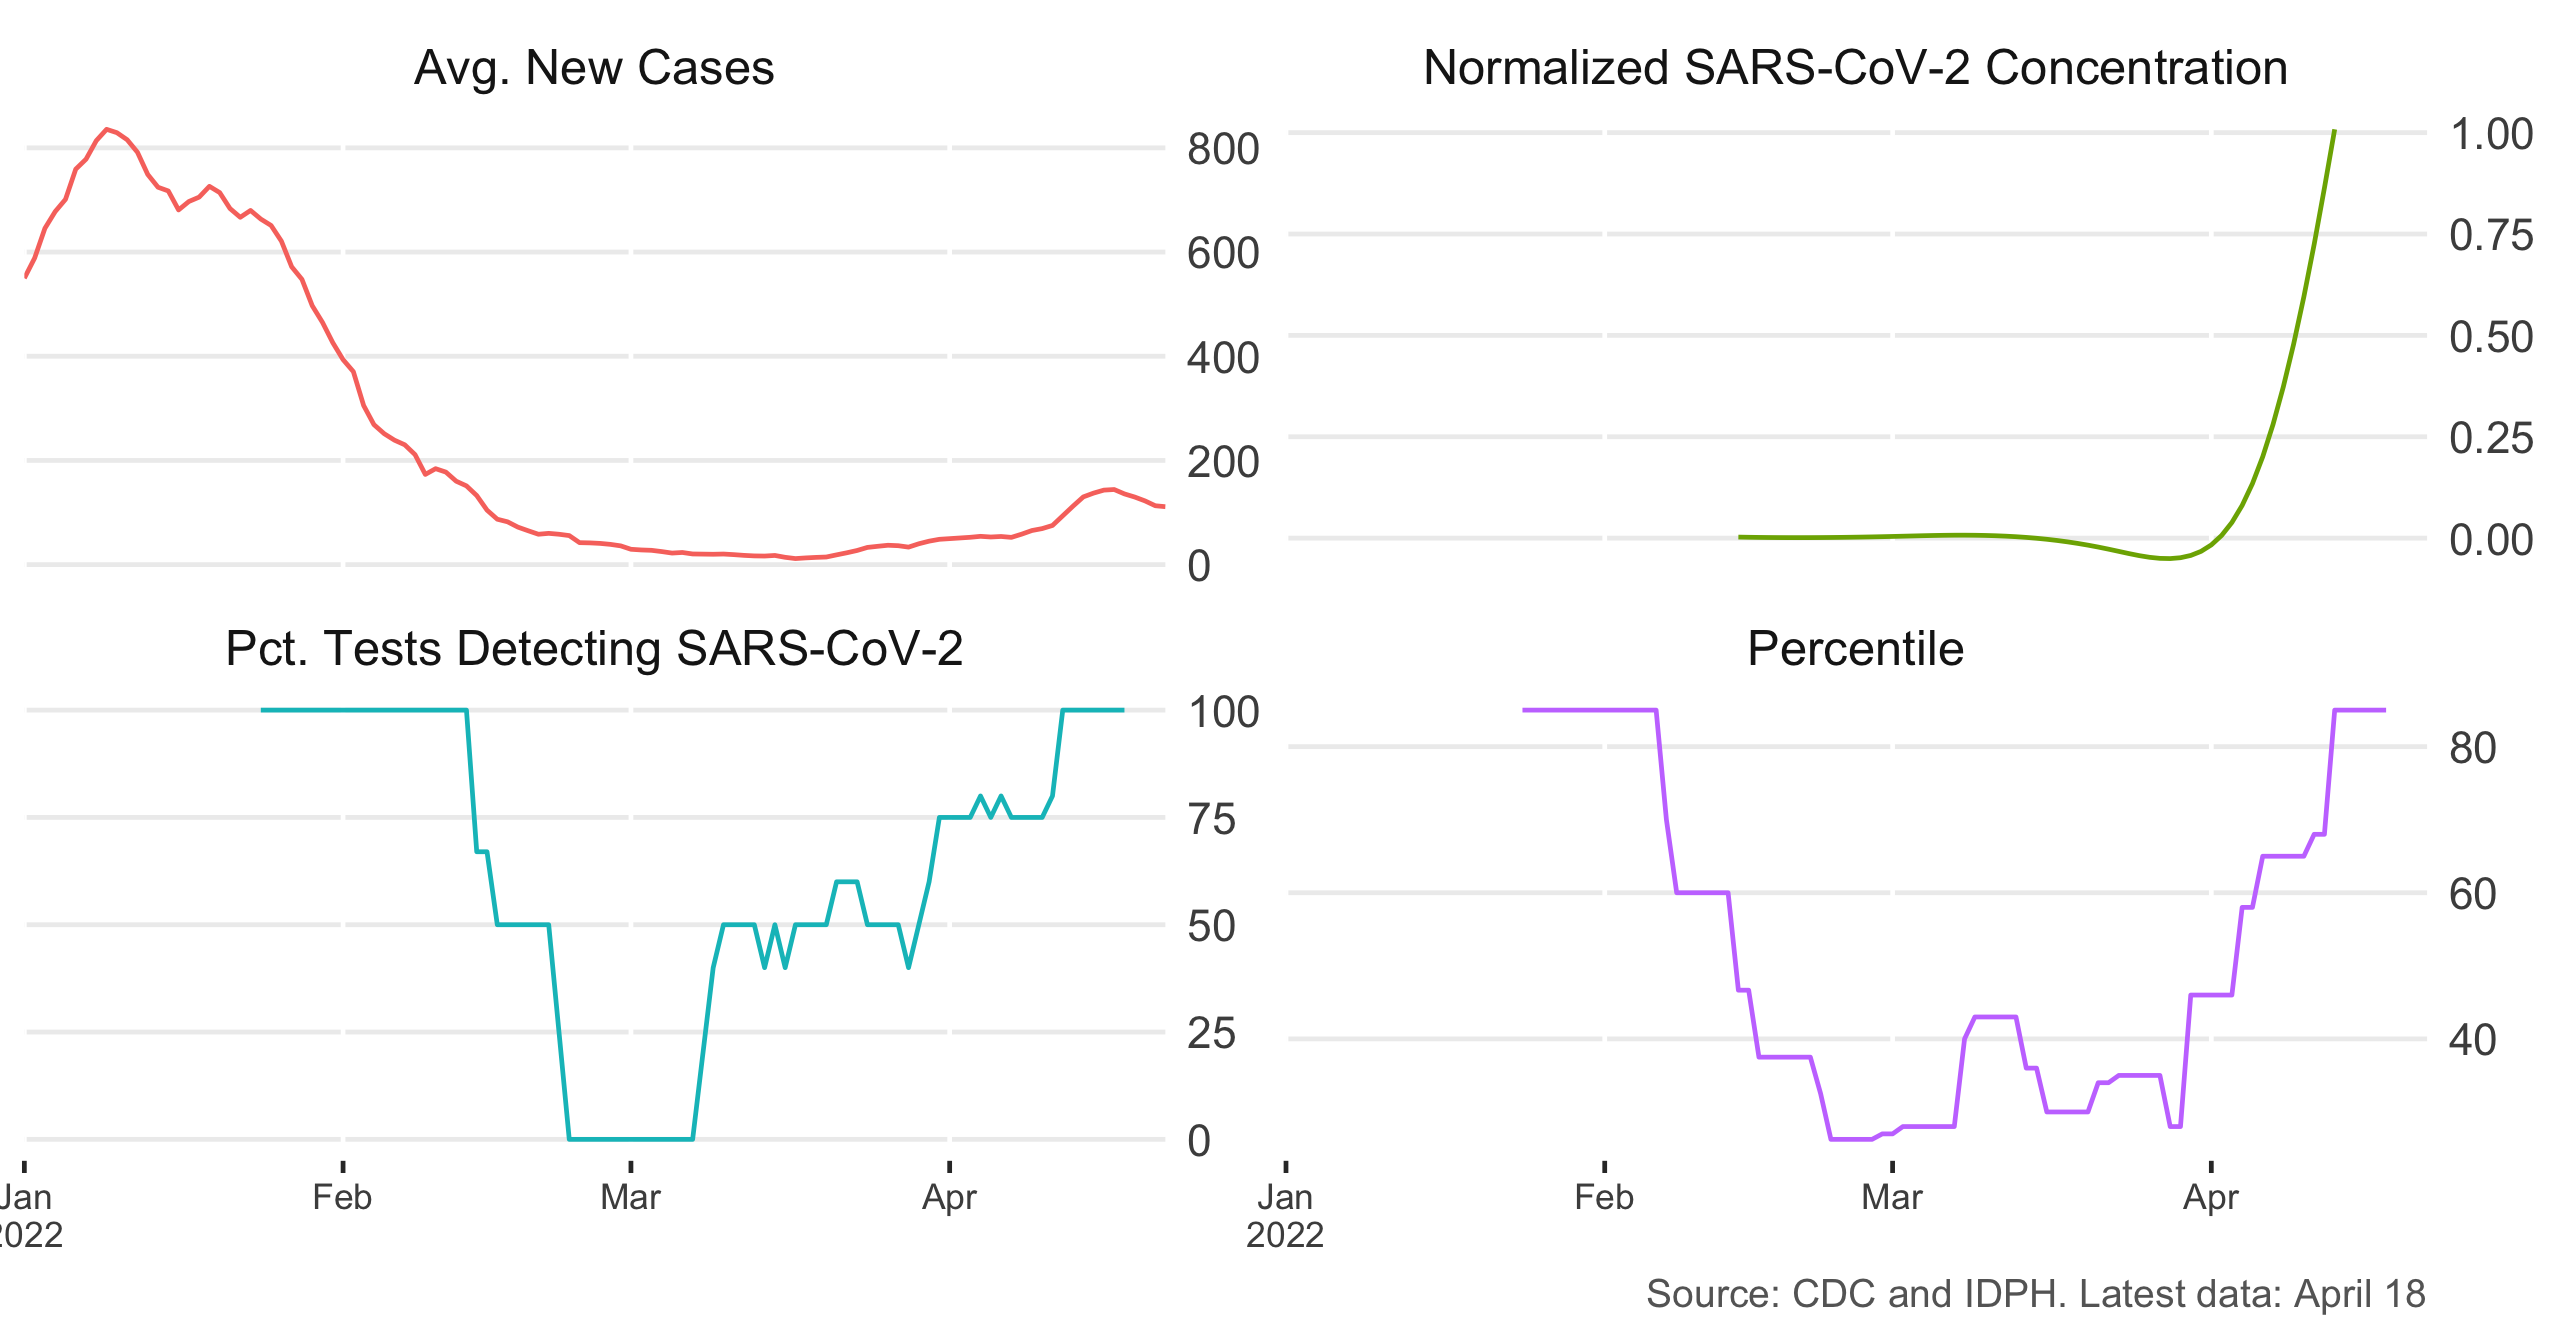 Avg. New Cases
800
600
400
200
0
Normalized SARS-CoV-2 Concentration
1.00
0.75
0.50
0.25
0.00
Pct. Tests Detecting SARS-CoV-2
100
75
50
25
0
Jan Feb Mar Apr
2022
Percentile
80
60
40
Jan Feb Mar Apr
2022
Source: CDC and IDPH. Latest data: April 18